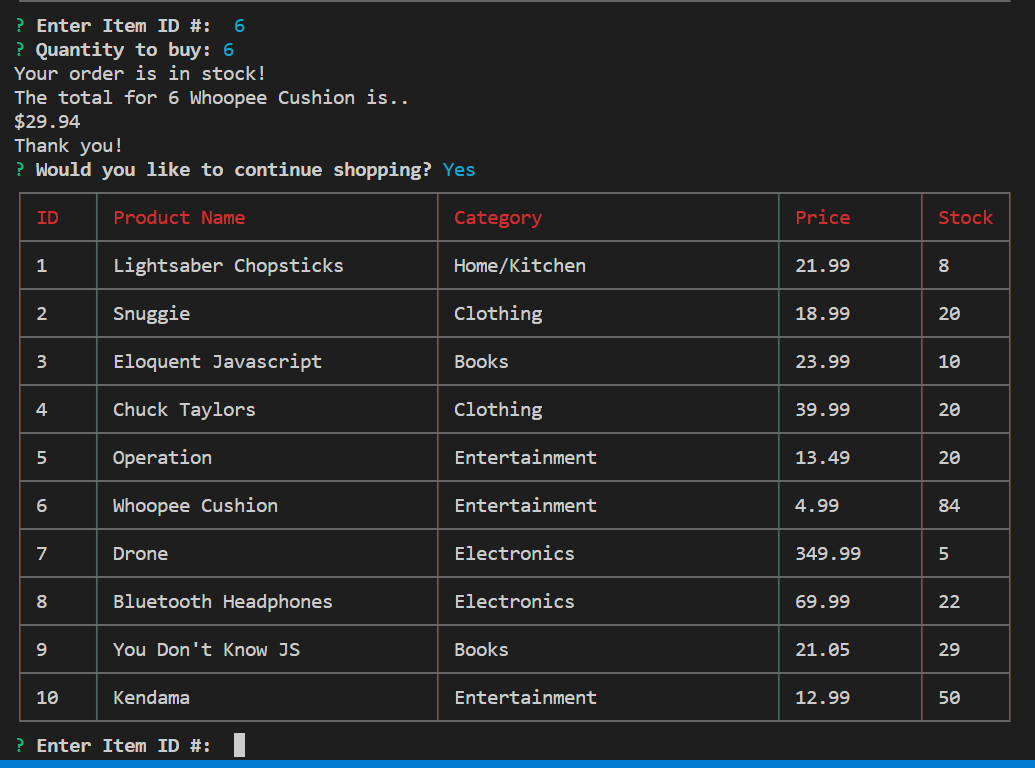 ? Enter Item ID #:  6
? Quantity to buy: 6
Your order is in stock!
The total for 6 Whoopee Cushion is..
$29.94
Thank you!
? Would you like to continue shopping? Yes
ID Product Name Category Price Stock
1 Lightsaber Chopsticks Home/Kitchen 21.99 8
2 Snuggie Clothing 18.99 20
3 Eloquent Javascript Books 23.99 10
4 Chuck Taylors Clothing 39.99 20
5 Operation Entertainment 13.49 20
6 Whoopee Cushion Entertainment 4.99 84
7 Drone Electronics 349.99 5
8 Bluetooth Headphones Electronics 69.99 22
9 You Don't Know JS Books 21.05 29
10 Kendama Entertainment 12.99 50
? Enter Item ID #: